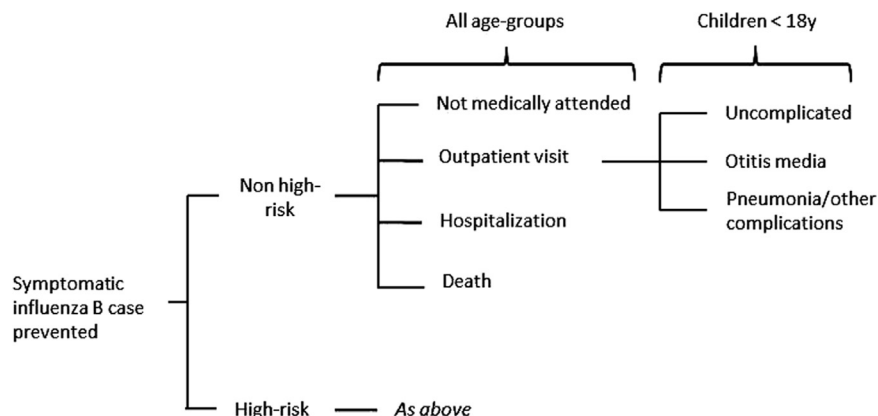 All age-groups
Children < 18y
Not medically attended
Uncomplicated
Outpatient visit
Otitis media
Non high-
risk
Pneumonia/other
complications
Hospitalization
Death
Symptomatic
influenza B case
prevented
High-risk
As above